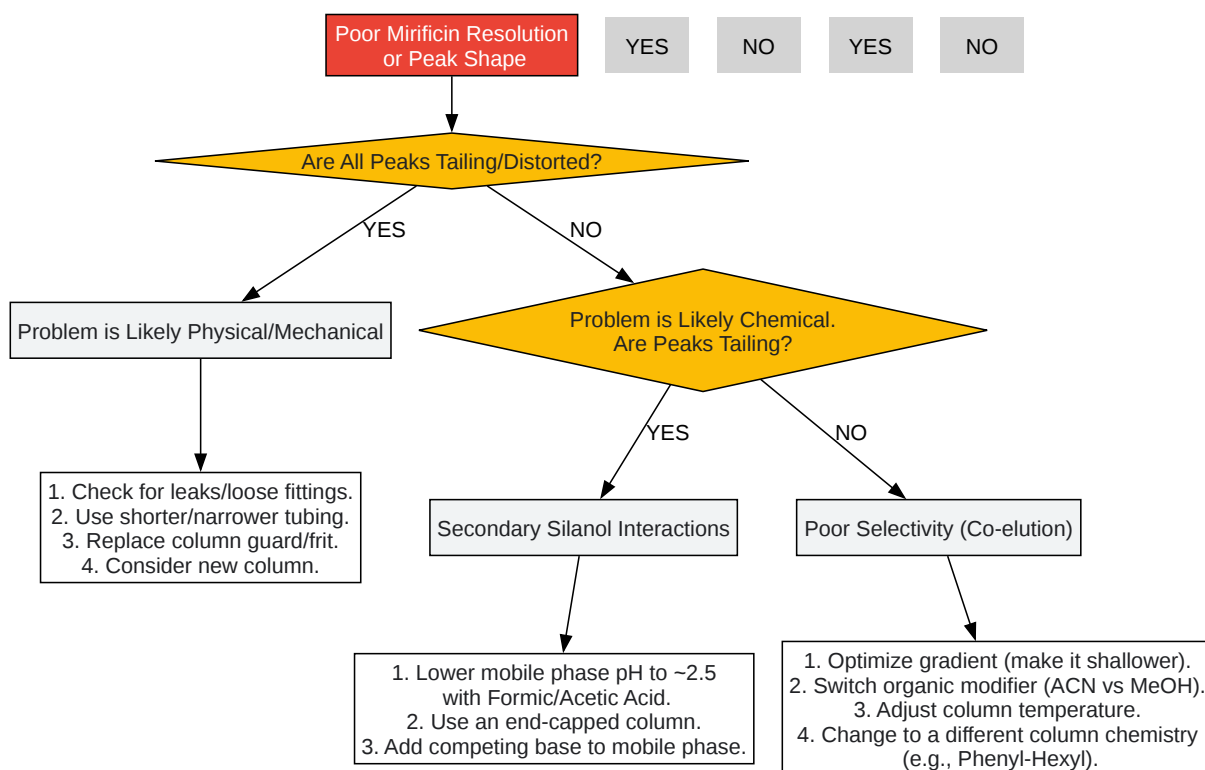 Poor Mirificin Resolution
or Peak Shape
YES
NO
YES
NO
Are All Peaks Tailing/Distorted?
YES
NO
Problem is Likely Physical/Mechanical
Problem is Likely Chemical.
Are Peaks Tailing?
YES
NO
1. Check for leaks/loose fittings.
2. Use shorter/narrower tubing.
3. Replace column guard/frit.
4. Consider new column.
Secondary Silanol Interactions
Poor Selectivity (Co-elution)
1. Lower mobile phase pH to ~2.5
with Formic/Acetic Acid.
2. Use an end-capped column.
3. Add competing base to mobile phase.
1. Optimize gradient (make it shallower).
2. Switch organic modifier (ACN vs MeOH).
3. Adjust column temperature.
4. Change to a different column chemistry
(e.g., Phenyl-Hexyl).